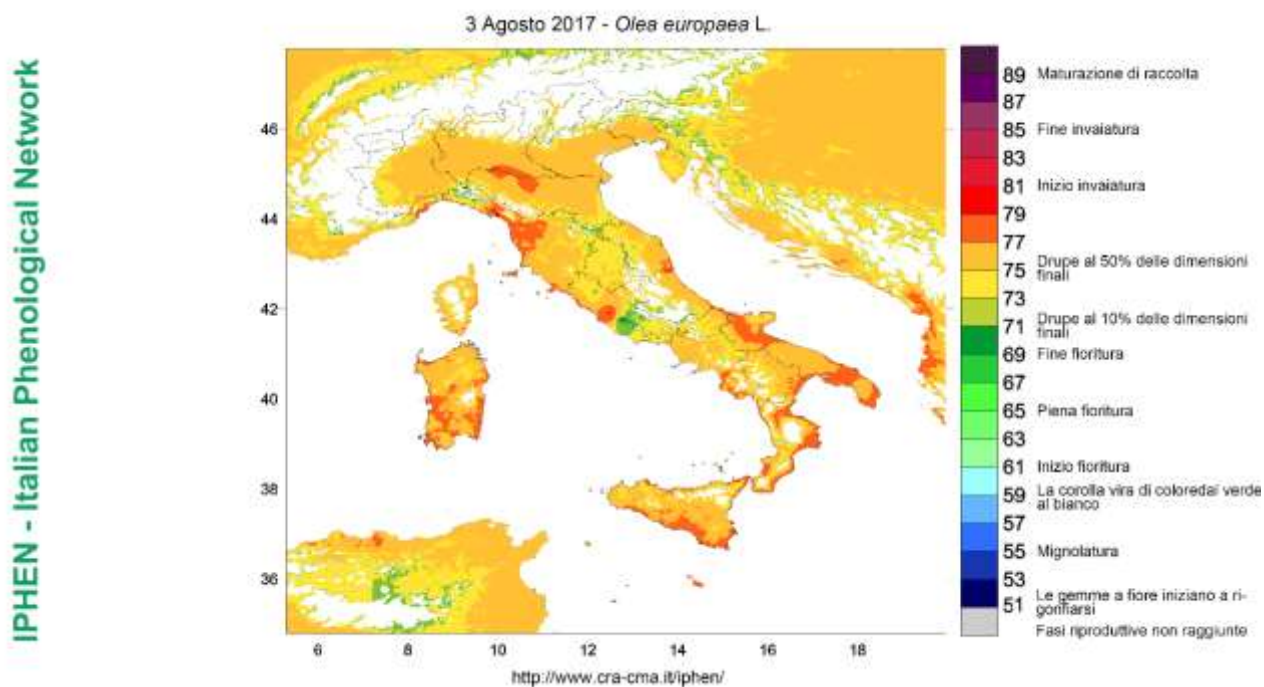 IPHEN - Italian Phenological Network
3 Agosto 2017 - Olea europaea L.
46
44
42
40
38
36
6 8 10 12 14 16 18
http://www.cra-cma.it/iphen/
89 Maturazione di raccolta
87
85 Fine invaiatura
83
81 Inizio invaiatura
79
77
75 Drupe al 50% delle dimensioni
finali
73
71 Drupe al 10% delle dimensioni
finali
69 Fine fioritura
67
65 Piena fioritura
63
61 Inizio fioritura
59 La corolla vira di coloredai verde
al bianco
57
55 Mignolatura
53
51 Le gemme a fiore iniziano a ri-
gonfiarsi
Fasi riproduttive non raggiunte